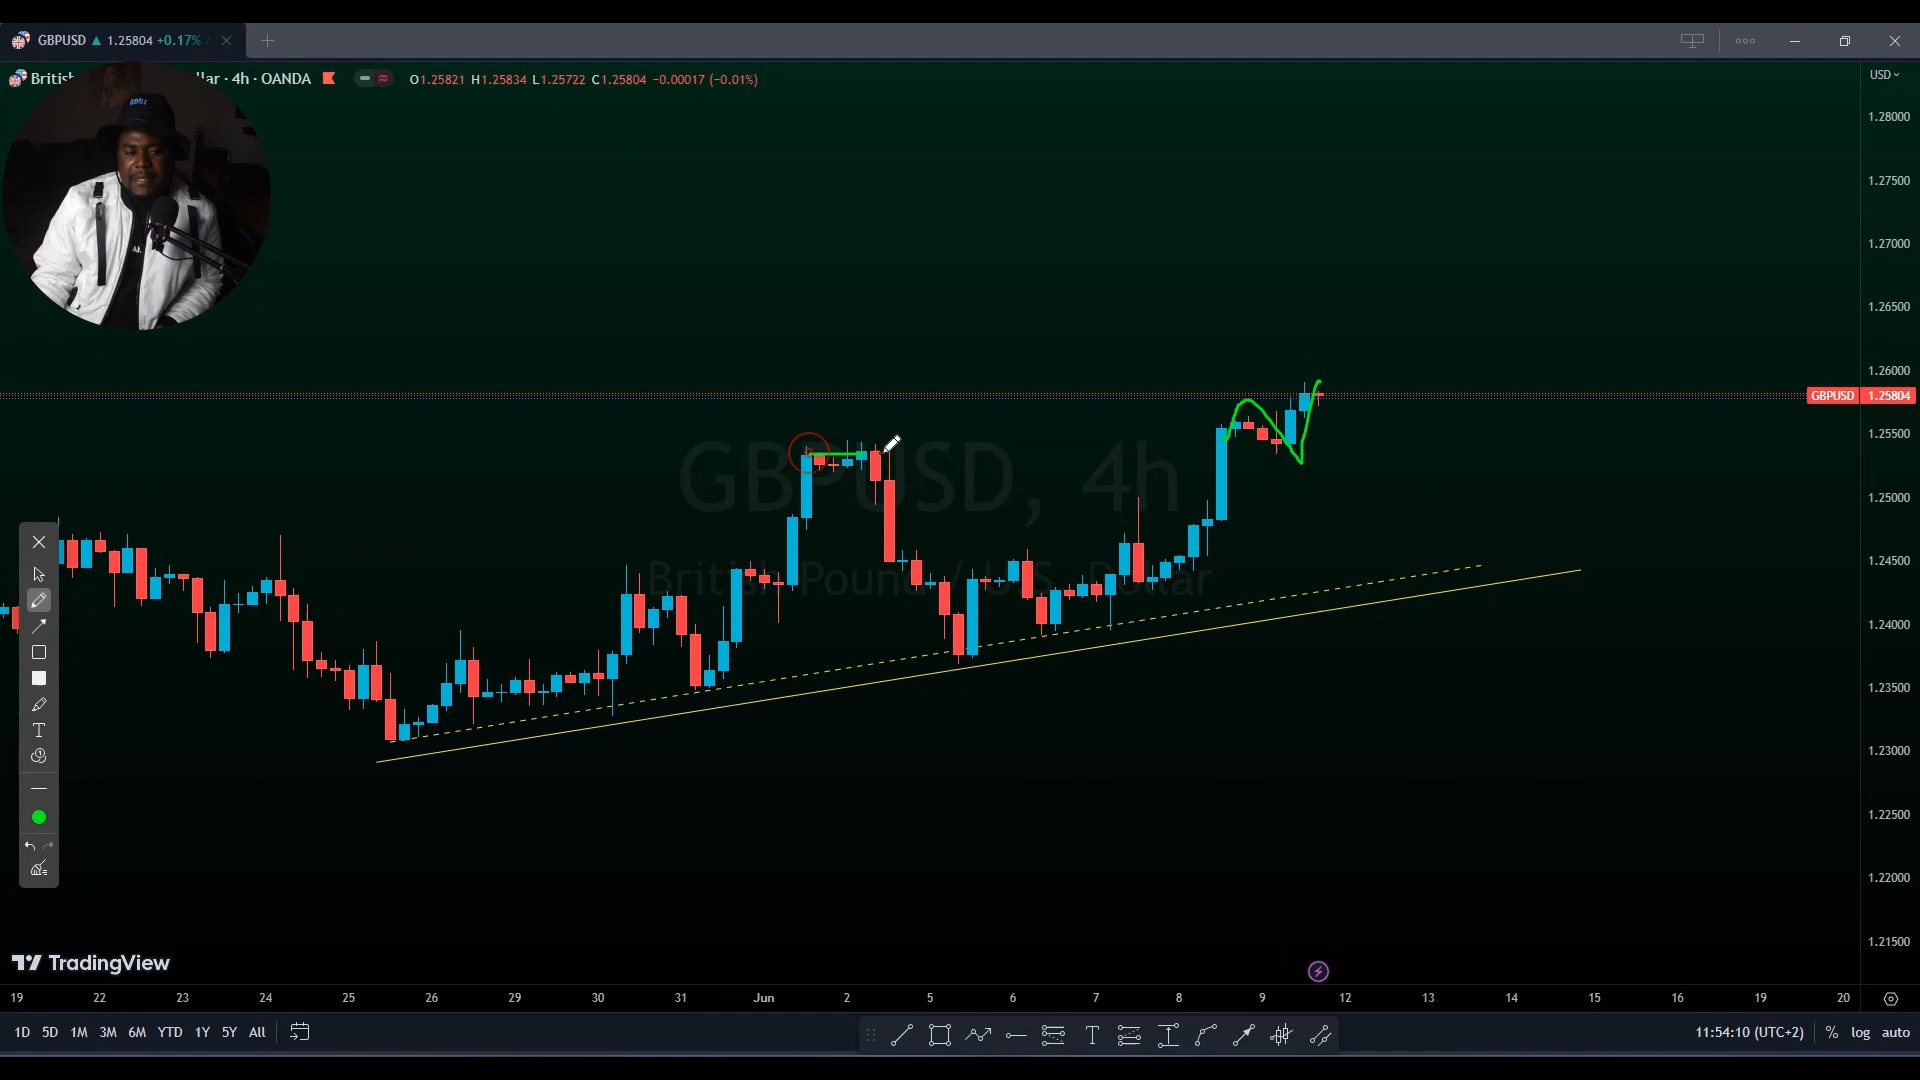 GBPUSD ▲ 1.25804 +0.17%
British llar · 4h · OANDA O1.25821 H1.25834 L1.25722 C1.25804 −0.00017 (−0.01%)
USD
1.28000
1.27500
1.27000
1.26500
1.26000
GBPUSD 1.25804
1.25500
1.25000
1.24500
1.24000
1.23500
1.23000
1.22500
1.22000
1.21500
GBPUSD, 4h
British Pound / U.S. Dollar
T
TradingView
19 22 23 24 25 26 29 30 31 Jun 2 5 6 7 8 9 12 13 14 15 16 19 20
1D 5D 1M 3M 6M YTD 1Y 5Y All
T
11:54:10 (UTC+2) % log auto